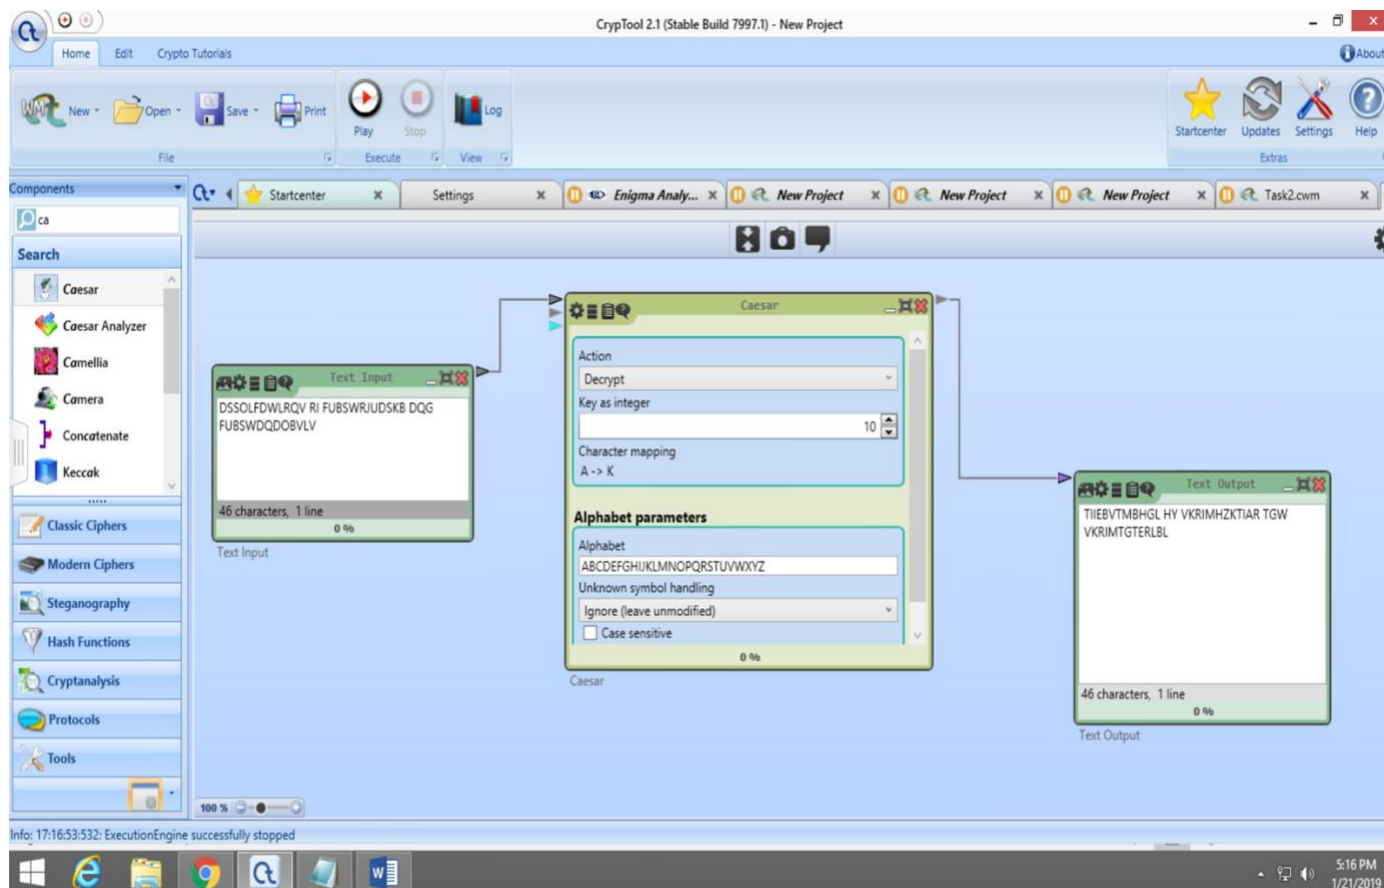 CrypTool 2.1 (Stable Build 7997.1) - New Project
Home Edit Crypto Tutorials
About
New Open Save Print Play Stop Log Startcenter Updates Settings Help
File Execute View Extras
Components
Startcenter x Settings x Enigma Analy... x New Project x New Project x New Project x Task2.cwm x
ca
Search
Caesar
Caesar Analyzer
Camellia
Camera
Concatenate
Keccak
Classic Ciphers
Modern Ciphers
Steganography
Hash Functions
Cryptanalysis
Protocols
Tools
Text Input
DSSOLFDWLRQV RI FUBSWRJUDSKB DQG
FUBSWDQDOBVLV
46 characters, 1 line
0 %
Text Input
Caesar
Action
Decrypt
Key as integer
10
Character mapping
A -> K
Alphabet parameters
Alphabet
ABCDEFGHIJKLMNOPQRSTUVWXYZ
Unknown symbol handling
Ignore (leave unmodified)
Case sensitive
0 %
Caesar
Text Output
TIIEBVTMBHGL HY VKRIMHZKTIAR TGW
VKRIMTGTERLBL
46 characters, 1 line
0 %
Text Output
100 %
Info: 17:16:53:532: ExecutionEngine successfully stopped
5:16 PM
1/21/2019